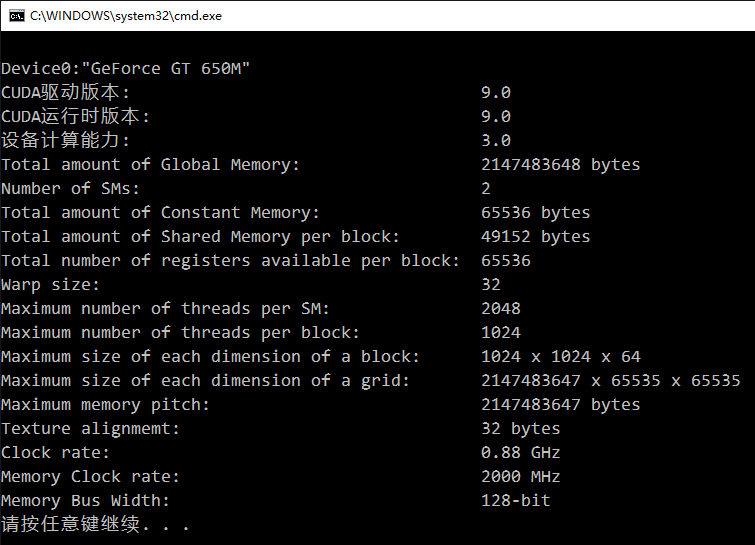 C:\WINDOWS\system32\cmd.exe
Device0:"GeForce GT 650M"
CUDA驱动版本: 9.0
CUDA运行时版本: 9.0
设备计算能力: 3.0
Total amount of Global Memory: 2147483648 bytes
Number of SMs: 2
Total amount of Constant Memory: 65536 bytes
Total amount of Shared Memory per block: 49152 bytes
Total number of registers available per block: 65536
Warp size: 32
Maximum number of threads per SM: 2048
Maximum number of threads per block: 1024
Maximum size of each dimension of a block: 1024 x 1024 x 64
Maximum size of each dimension of a grid: 2147483647 x 65535 x 65535
Maximum memory pitch: 2147483647 bytes
Texture alignmemt: 32 bytes
Clock rate: 0.88 GHz
Memory Clock rate: 2000 MHz
Memory Bus Width: 128-bit
请按任意键继续. . .